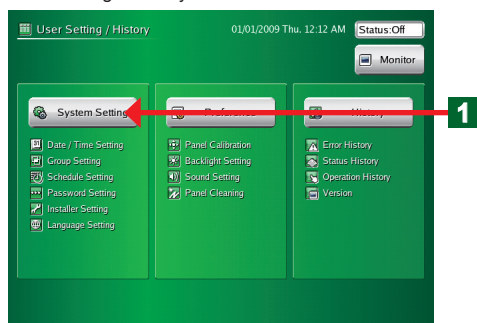 User Setting / History
01/01/2009 Thu. 12:12 AM
Status:Off
Monitor
System Setting
Preference
History
1
Date / Time Setting
Group Setting
Schedule Setting
Password Setting
Installer Setting
Language Setting
Panel Calibration
Backlight Setting
Sound Setting
Panel Cleaning
Error History
Status History
Operation History
Version